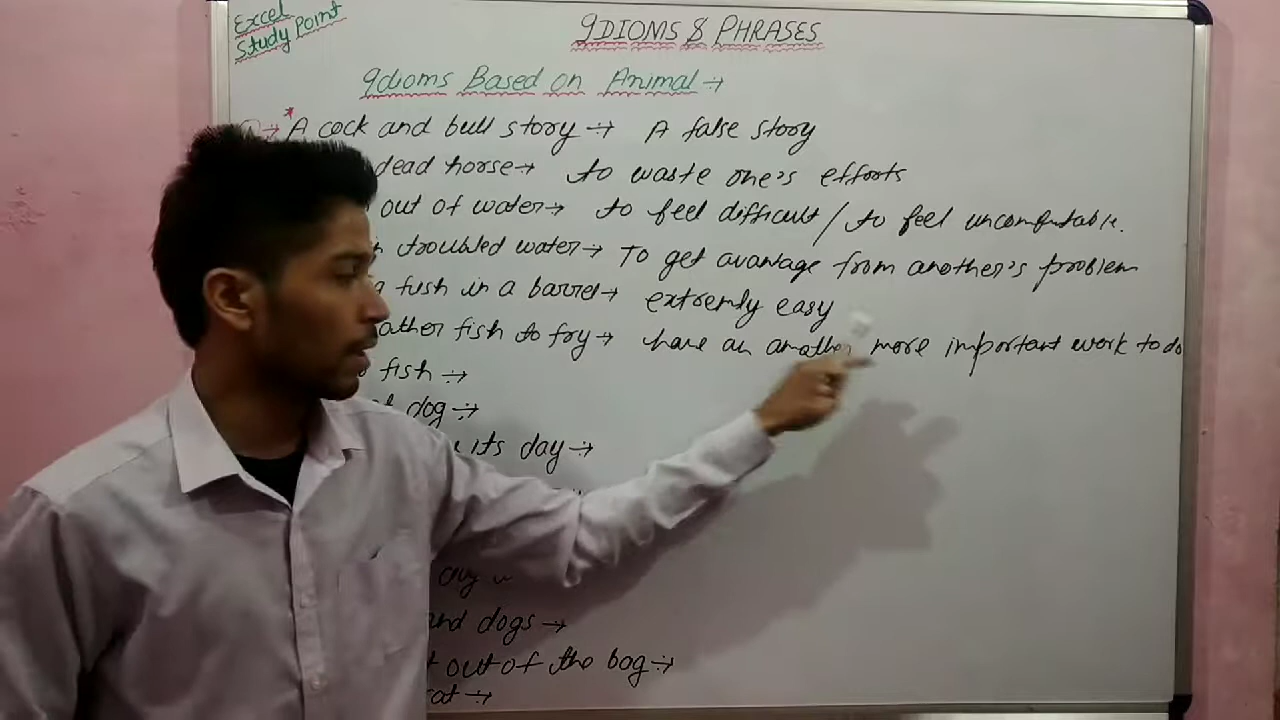 Excel
Study Point
IDIOMS & PHRASES
Idioms Based on Animal →
* A cock and bull story → A false story
dead horse → to waste one's efforts
out of water → to feel difficult / to feel uncomfutable.
troubled water → To get avantage from another's problem
fish in a barrel → extremly easy
fish to fry → have an another more important work to do
fish →
dog →
its day →
and dogs →
out of the bag →
rat →